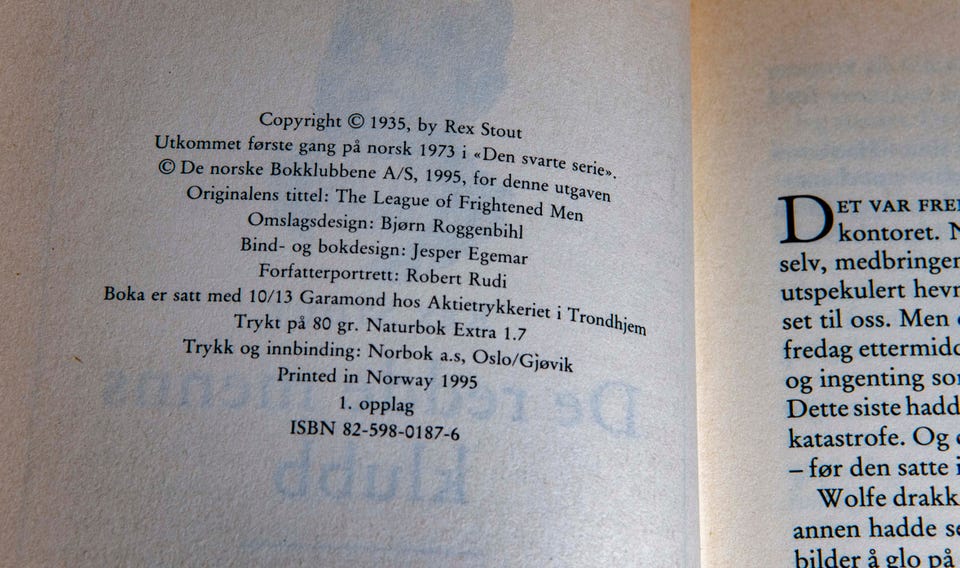 Copyright © 1935, by Rex Stout
Utkommet første gang på norsk 1973 i «Den svarte serie».
© De norske Bokklubbene A/S, 1995, for denne utgaven
Originalens tittel: The League of Frightened Men
Omslagsdesign: Bjørn Roggenbihl
Bind- og bokdesign: Jesper Egemar
Forfatterportrett: Robert Rudi
Boka er satt med 10/13 Garamond hos Aktietrykkeriet i Trondhjem
Trykt på 80 gr. Naturbok Extra 1.7
Trykk og innbinding: Norbok a.s, Oslo/Gjøvik
Printed in Norway 1995
1. opplag
ISBN 82-598-0187-6
DET VAR FRE
kontoret. N
selv, medbringen
utspekulert hevn
set til oss. Men
fredag ettermidd
og ingenting so
Dette siste hadd
katastrofe. Og
– før den satte i
Wolfe drakk
annen hadde se
bilder å glo på